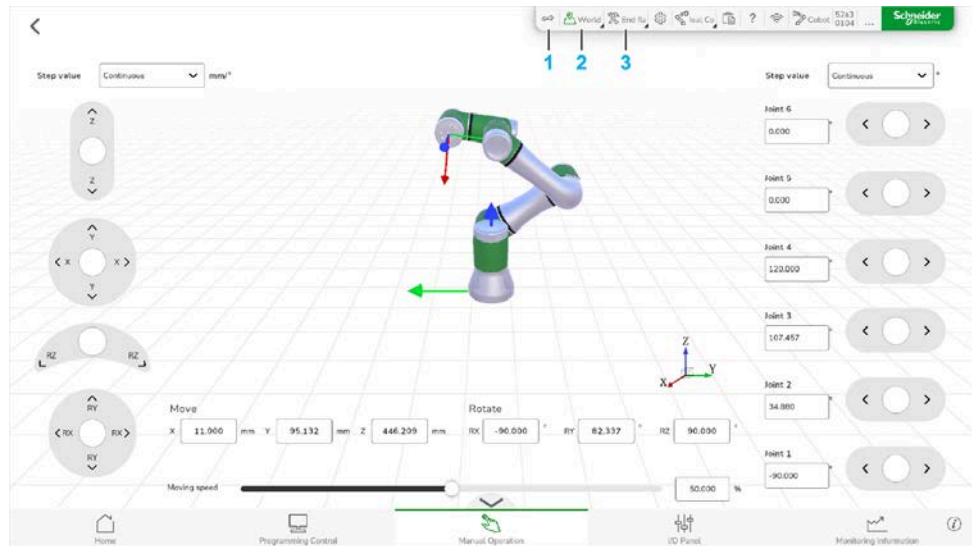 World
End fla
Cobot
52a3
0104
...
Schneider
Electric
1 2 3
Step value Continuous mm/°
Step value Continuous °
Z
Z
Y
X X
Y
RZ RZ
RY
RX RX
RY
Joint 6
0.000 °
Joint 5
0.000 °
Joint 4
120.000 °
Joint 3
107.457 °
Joint 2
34.880 °
Joint 1
-90.000 °
Z
X Y
Move
X 11.000 mm Y 95.132 mm Z 446.209 mm
Rotate
RX -90.000 ° RY 82.337 ° RZ 90.000 °
Moving speed 50.000 %
Home Programming Control Manual Operation I/O Panel Monitoring Information